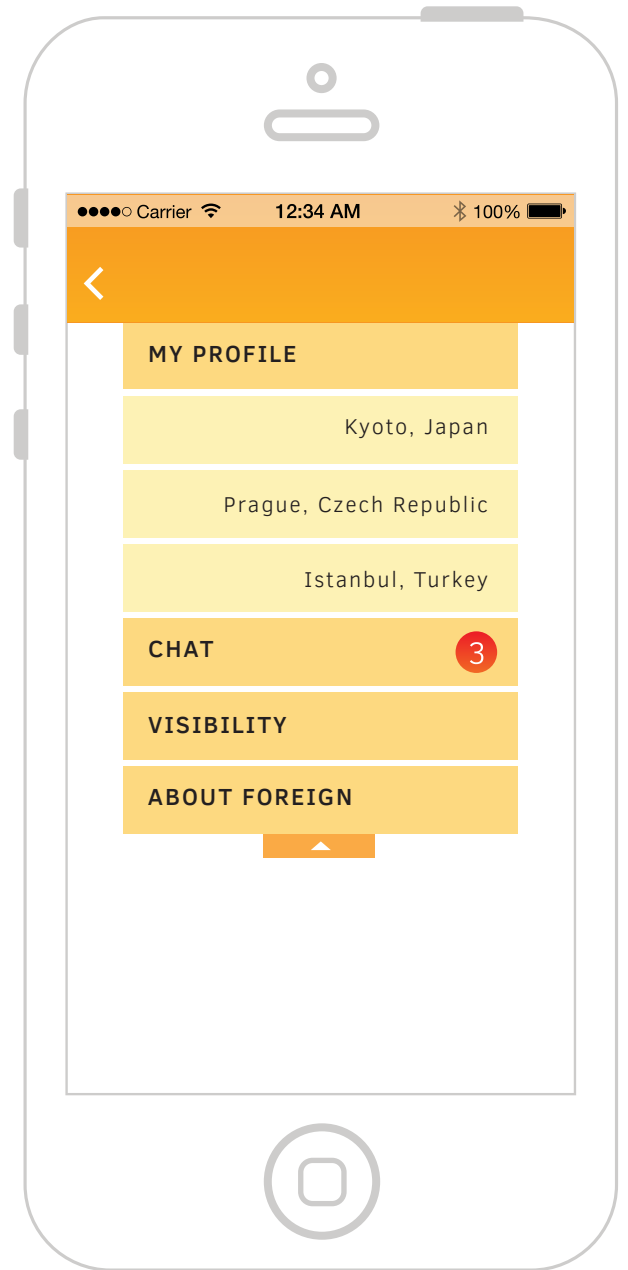 Carrier 12:34 AM 100%
MY PROFILE
Kyoto, Japan
Prague, Czech Republic
Istanbul, Turkey
CHAT 3
VISIBILITY
ABOUT FOREIGN